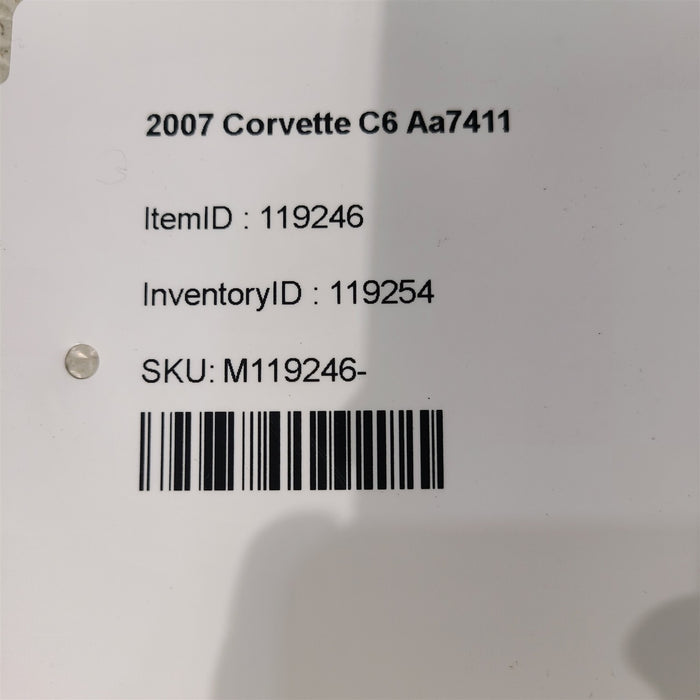 2007 Corvette C6 Aa7411
ItemID : 119246
InventoryID : 119254
SKU: M119246-